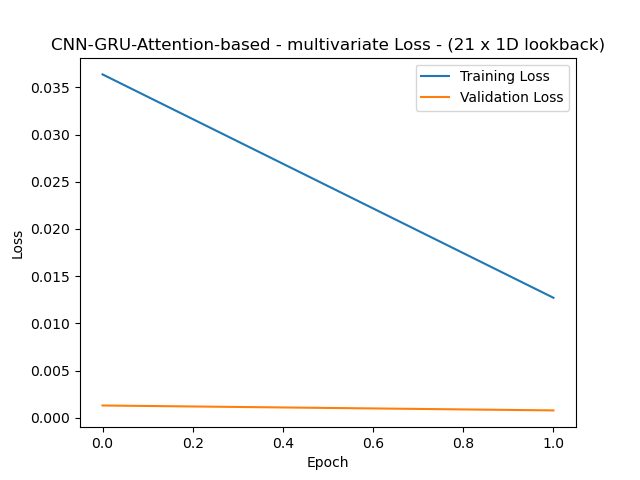 CNN-GRU-Attention-based - multivariate Loss - (21 x 1D lookback)
Training Loss
Validation Loss
0.035
0.030
0.025
0.020
0.015
0.010
0.005
0.000
Loss
0.0 0.2 0.4 0.6 0.8 1.0
Epoch